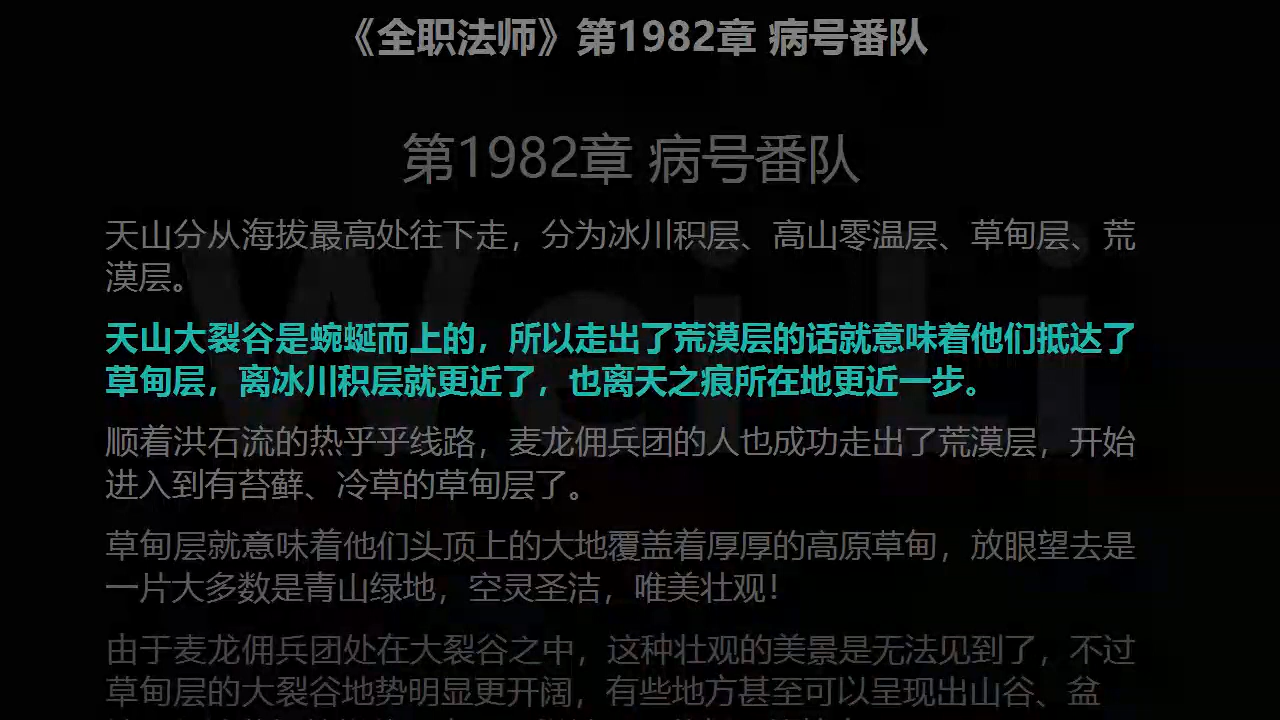 《全职法师》第1982章 病号番队
第1982章 病号番队
天山分从海拔最高处往下走，分为冰川积层、高山零温层、草甸层、荒
漠层。
天山大裂谷是蜿蜒而上的，所以走出了荒漠层的话就意味着他们抵达了
草甸层，离冰川积层就更近了，也离天之痕所在地更近一步。
顺着洪石流的热乎乎线路，麦龙佣兵团的人也成功走出了荒漠层，开始
进入到有苔藓、冷草的草甸层了。
草甸层就意味着他们头顶上的大地覆盖着厚厚的高原草甸，放眼望去是
一片大多数是青山绿地，空灵圣洁，唯美壮观！
由于麦龙佣兵团处在大裂谷之中，这种壮观的美景是无法见到了，不过
草甸层的大裂谷地势明显更开阔，有些地方甚至可以呈现出山谷、盆
Wei Li